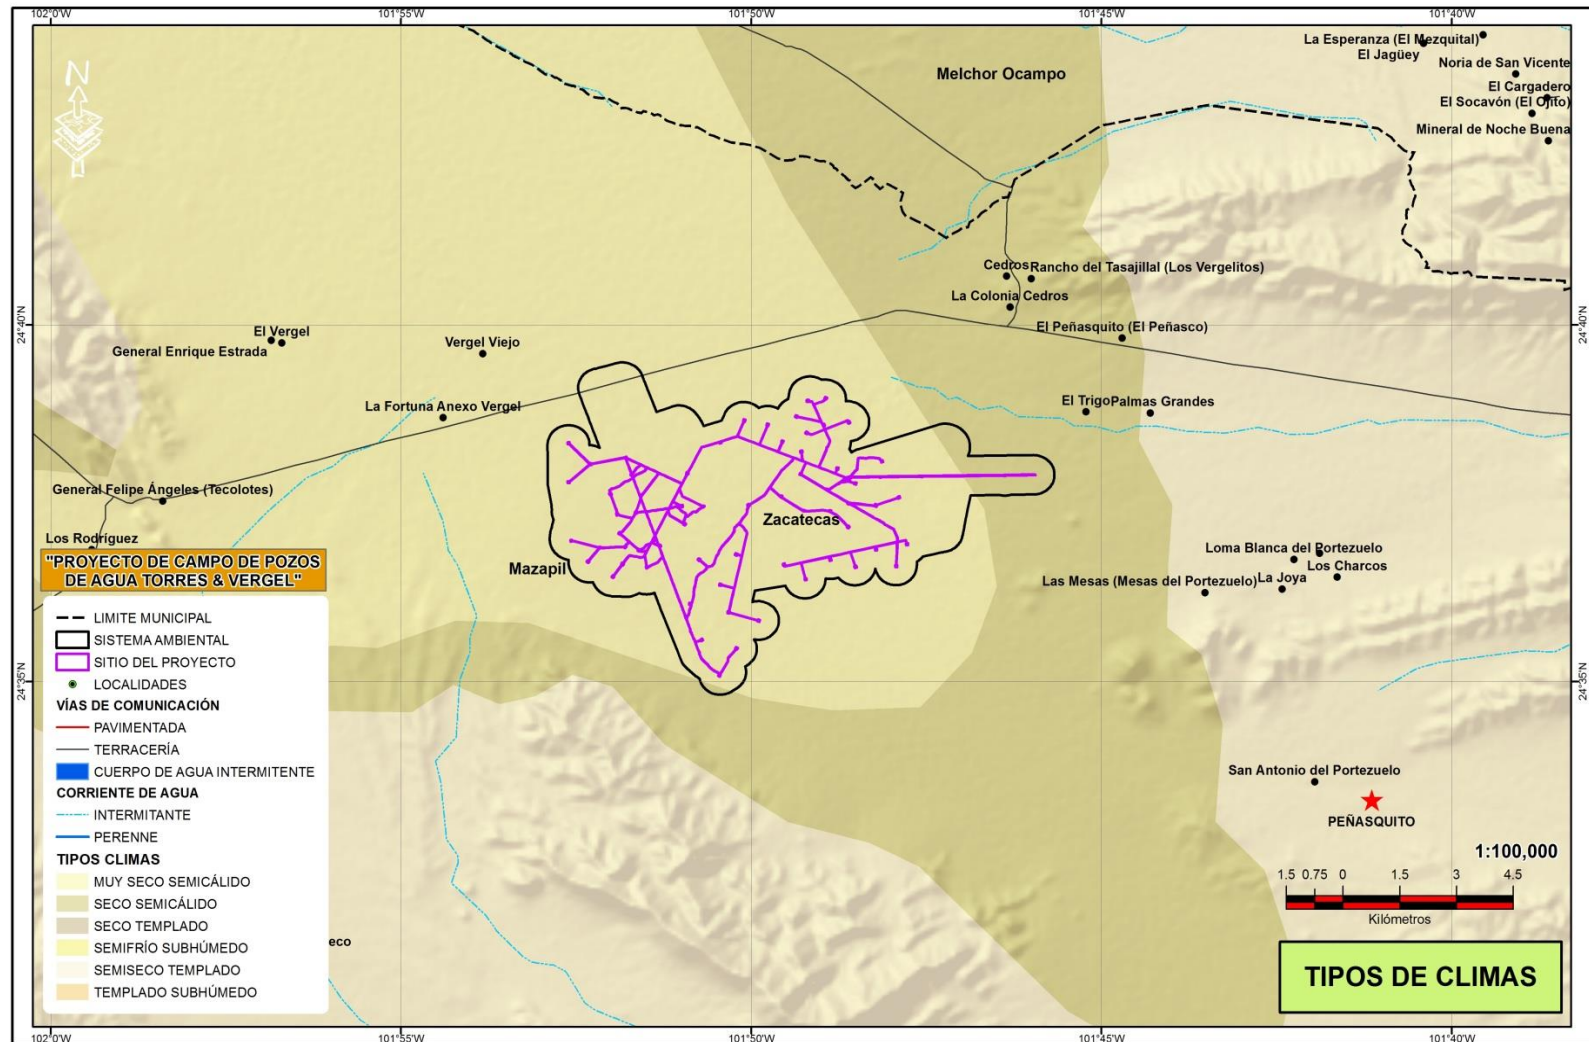 102°0'W
101°55'W
101°50'W
101°45'W
101°40'W
N
Melchor Ocampo
La Esperanza (El Mezquital)
El Jagüey
Noria de San Vicente
El Cargadero
El Socavón (El Ojito)
Mineral de Noche Buena
Cedros
Rancho del Tasajillal (Los Vergelitos)
La Colonia Cedros
24°40'N
24°40'N
El Vergel
General Enrique Estrada
Vergel Viejo
El Peñasquito (El Peñasco)
La Fortuna Anexo Vergel
El Trigo
Palmas Grandes
General Felipe Ángeles (Tecolotes)
Zacatecas
Los Rodríguez
Mazapil
Loma Blanca del Portezuelo
Los Charcos
Las Mesas (Mesas del Portezuelo)
La Joya
24°35'N
24°35'N
San Antonio del Portezuelo
PEÑASQUITO
"PROYECTO DE CAMPO DE POZOS
DE AGUA TORRES & VERGEL"
LIMITE MUNICIPAL
SISTEMA AMBIENTAL
SITIO DEL PROYECTO
LOCALIDADES
VÍAS DE COMUNICACIÓN
PAVIMENTADA
TERRACERÍA
CUERPO DE AGUA INTERMITENTE
CORRIENTE DE AGUA
INTERMITANTE
PERENNE
TIPOS CLIMAS
MUY SECO SEMICÁLIDO
SECO SEMICÁLIDO
SECO TEMPLADO
SEMIFRÍO SUBHÚMEDO
SEMISECO TEMPLADO
TEMPLADO SUBHÚMEDO
eco
1:100,000
1.5 0.75 0 1.5 3 4.5
Kilómetros
TIPOS DE CLIMAS
102°0'W
101°55'W
101°50'W
101°45'W
101°40'W